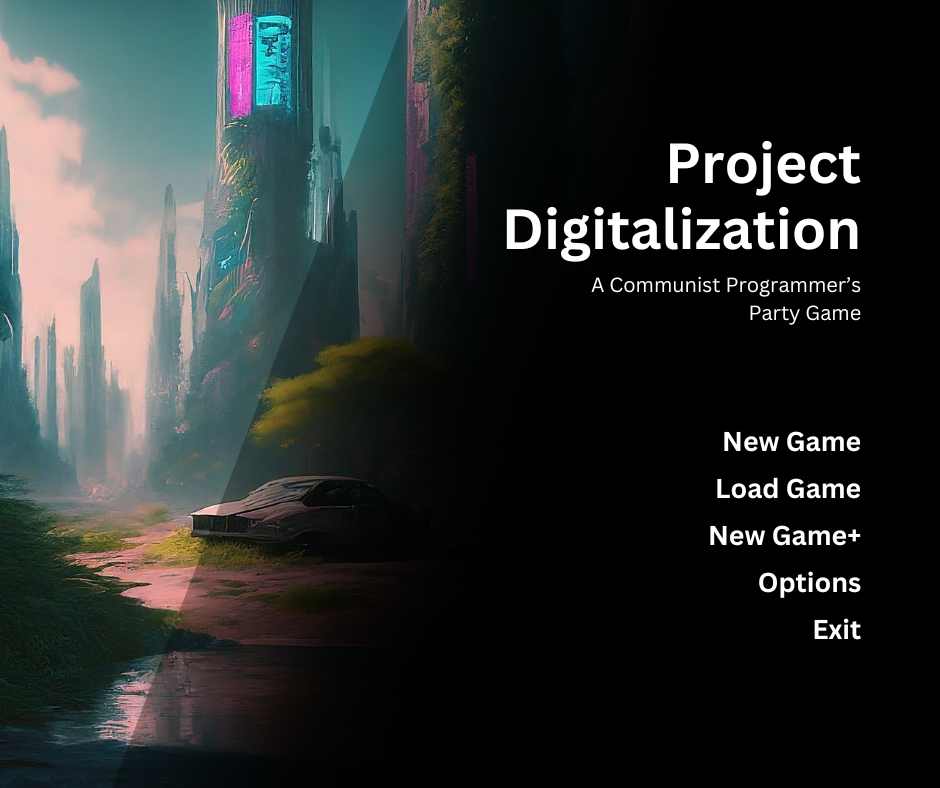 Project
Digitalization
A Communist Programmer’s
Party Game
New Game
Load Game
New Game+
Options
Exit